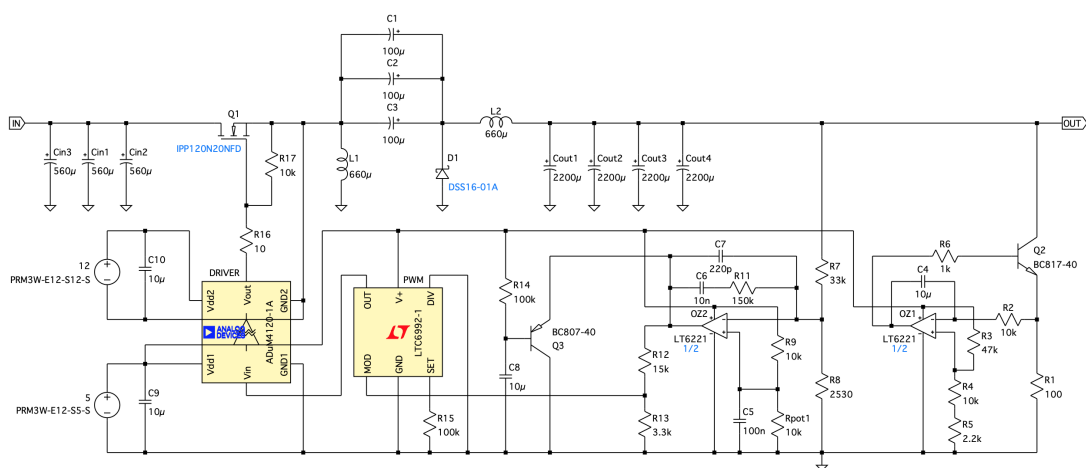 C1
100µ
C2
100µ
C3
100µ
IN
Q1
IPP120N20NFD
R17
10k
L1
660µ
D1
DSS16-01A
L2
660µ
OUT
Cin3
560µ
Cin1
560µ
Cin2
560µ
Cout1
2200µ
Cout2
2200µ
Cout3
2200µ
Cout4
2200µ
R16
10
12
PRM3W-E12-S12-S
C10
10µ
DRIVER
Vdd2
Vout
GND2
ANALOG
DEVICES
ADuM4120-1A
Vdd1
Vin
GND1
5
PRM3W-E12-S5-S
C9
10µ
PWM
OUT
V+
DIV
LTC6992-1
MOD
GND
SET
R15
100k
R14
100k
BC807-40
Q3
C8
10µ
C7
220p
C6
10n
R11
150k
OZ2
LT6221
1/2
R12
15k
R13
3.3k
R9
10k
C5
100n
Rpot1
10k
R7
33k
R8
2530
R6
1k
C4
10µ
OZ1
LT6221
1/2
Q2
BC817-40
R2
10k
R3
47k
R4
10k
R5
2.2k
R1
100